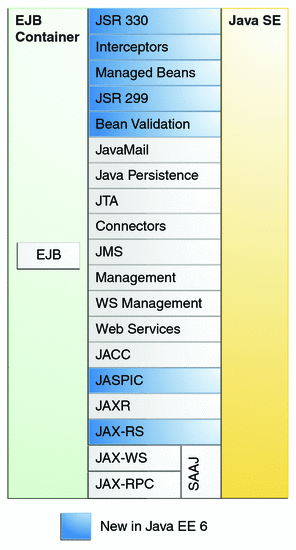 EJB
Container
JSR 330
Java SE
Interceptors
Managed Beans
JSR 299
Bean Validation
JavaMail
Java Persistence
JTA
Connectors
EJB
JMS
Management
WS Management
Web Services
JACC
JASPIC
JAXR
JAX-RS
JAX-WS
SAAJ
JAX-RPC
New in Java EE 6